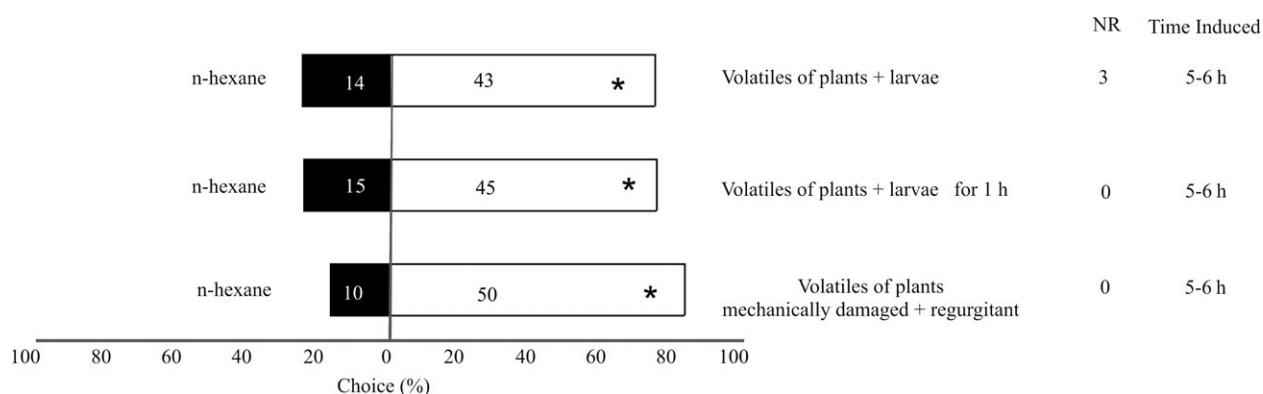 NR Time Induced
n-hexane 14 43 * Volatiles of plants + larvae 3 5-6 h
n-hexane 15 45 * Volatiles of plants + larvae for 1 h 0 5-6 h
n-hexane 10 50 * Volatiles of plants 0 5-6 h
mechanically damaged + regurgitant
100 80 60 40 20 0 20 40 60 80 100
Choice (%)